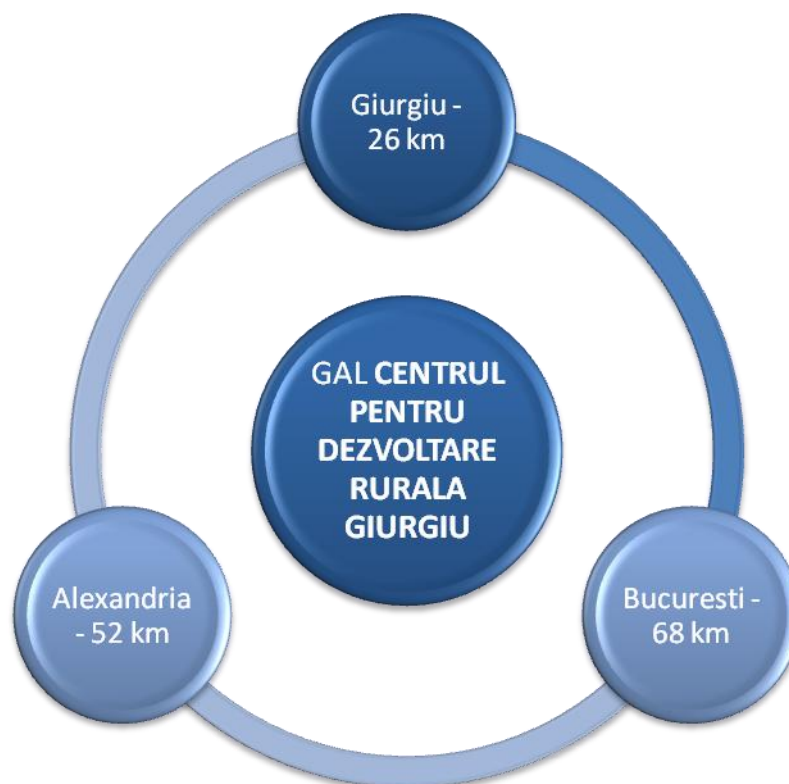 Giurgiu -
26 km
GAL CENTRUL
PENTRU
DEZVOLTARE
RURALA
GIURGIU
Alexandria
- 52 km
Bucuresti -
68 km